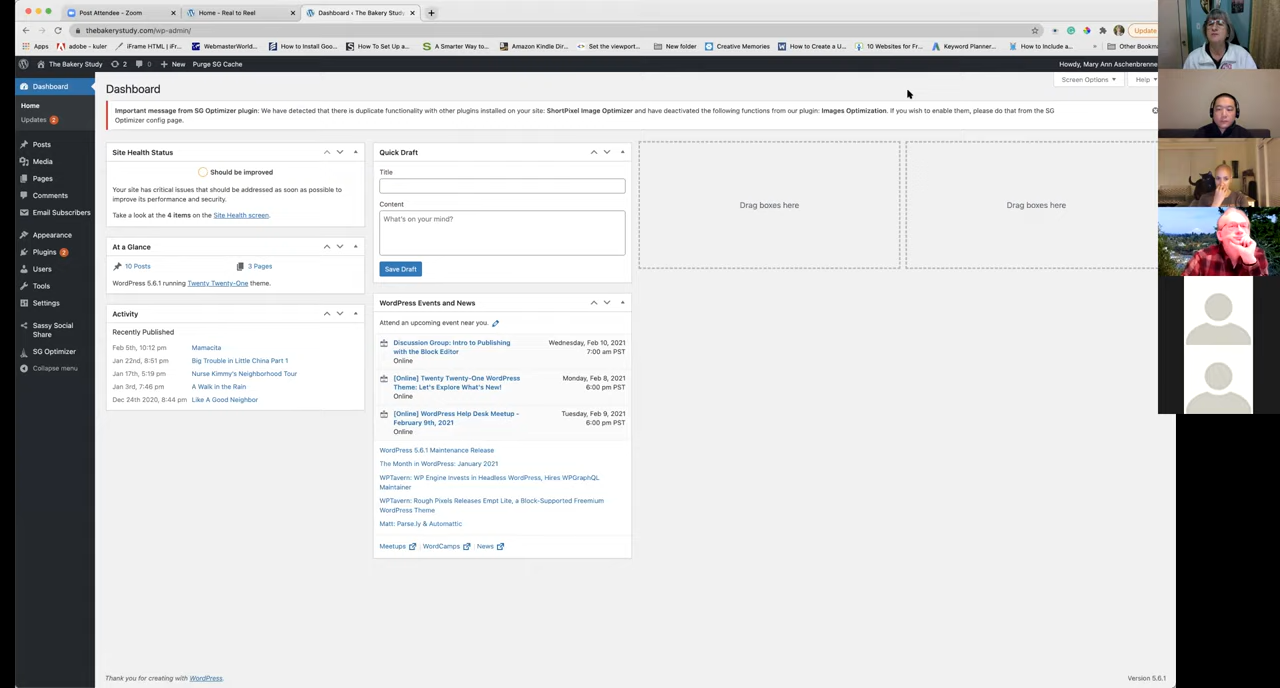 Post Attendee - Zoom
Home - Real to Reel
Dashboard ‹ The Bakery Study
thebakerystudy.com/wp-admin/
Update
Apps
adobe - kuler
iFrame HTML | iFr...
WebmasterWorld...
How to Install Goo...
How To Set Up a...
A Smarter Way to...
Amazon Kindle Dir...
Set the viewport...
New folder
Creative Memories
How to Create a U...
10 Websites for Fr...
Keyword Planner...
How to Include a...
Other Bookma
The Bakery Study
2
0
New
Purge SG Cache
Howdy, Mary Ann Aschenbrenne
Dashboard
Home
Updates 2
Posts
Media
Pages
Comments
Email Subscribers
Appearance
Plugins 2
Users
Tools
Settings
Sassy Social
Share
SG Optimizer
Collapse menu
Dashboard
Screen Options
Help
Important message from SG Optimizer plugin: We have detected that there is duplicate functionality with other plugins installed on your site: ShortPixel Image Optimizer and have deactivated the following functions from our plugin: Images Optimization. If you wish to enable them, please do that from the SG
Optimizer config page.
Site Health Status
Should be improved
Your site has critical issues that should be addressed as soon as possible to
improve its performance and security.
Take a look at the 4 items on the Site Health screen.
At a Glance
10 Posts
3 Pages
WordPress 5.6.1 running Twenty Twenty-One theme.
Activity
Recently Published
Feb 5th, 10:12 pm Mamacita
Jan 22nd, 8:51 pm Big Trouble in Little China Part 1
Jan 17th, 5:19 pm Nurse Kimmy's Neighborhood Tour
Jan 3rd, 7:46 pm A Walk in the Rain
Dec 24th 2020, 8:44 pm Like A Good Neighbor
Quick Draft
Title
Content
What's on your mind?
Save Draft
WordPress Events and News
Attend an upcoming event near you.
Discussion Group: Intro to Publishing Wednesday, Feb 10, 2021
with the Block Editor 7:00 am PST
Online
[Online] Twenty Twenty-One WordPress Monday, Feb 8, 2021
Theme: Let's Explore What's New! 6:00 pm PST
Online
[Online] WordPress Help Desk Meetup - Tuesday, Feb 9, 2021
February 9th, 2021 6:00 pm PST
Online
WordPress 5.6.1 Maintenance Release
The Month in WordPress: January 2021
WPTavern: WP Engine Invests in Headless WordPress, Hires WPGraphQL
Maintainer
WPTavern: Rough Pixels Releases Empt Lite, a Block-Supported Freemium
WordPress Theme
Matt: Parse.ly & Automattic
Meetups | WordCamps | News
Drag boxes here
Drag boxes here
Thank you for creating with WordPress.
Version 5.6.1